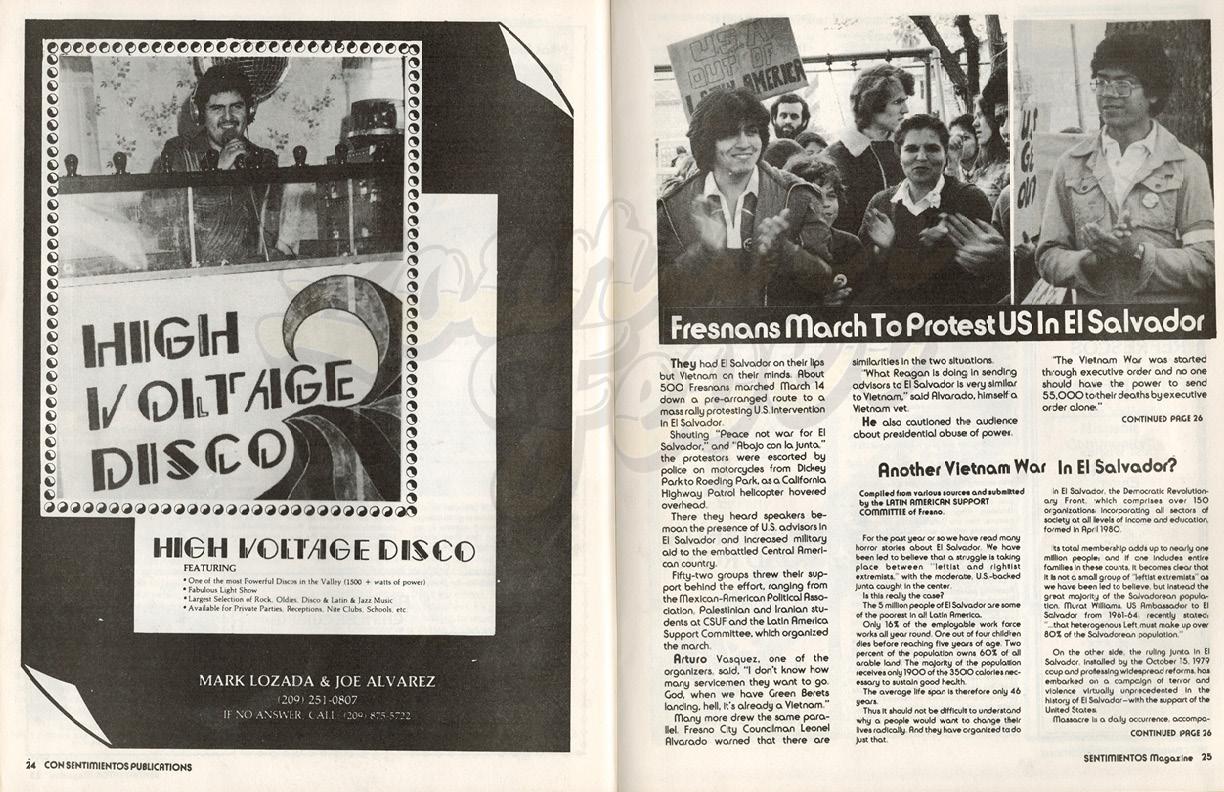 HIGH
VOLTAGE
DISCO
HIGH VOLTAGE DISCO
FEATURING
* One of the most Powerful Discos in the Valley (1500 + watts of power)
* Fabulous Light Show
* Largest Selection of Rock, Oldies, Disco & Latin & Jazz Music
* Available for Private Parties, Receptions, Nite Clubs, Schools, etc.
MARK LOZADA & JOE ALVAREZ
(209) 251-0807
IF NO ANSWER CALL (209) 875-5722
24 CON SENTIMIENTOS PUBLICATIONS
USA
OUT OF
LATIN AMERICA
Fresnans March To Protest US In El Salvador
They had El Salvador on their lips
but Vietnam on their minds. About
500 Fresnans marched March 14
down a pre-arranged route to a
mass rally protesting U.S. Intervention
In El Salvador.
Shouting "Peace not war for El
Salvador," and "Abajo con la junta,"
the protestors were escorted by
police on motorcycles from Dickey
Park to Roeding Park, as a California
Highway Patrol helicopter hovered
overhead.
There they heard speakers be-
moan the presence of U.S. advisors in
El Salvador and increased military
aid to the embattled Central Ameri-
can country.
Fifty-two groups threw their sup-
port behind the effort, ranging from
the Mexican-American Political Asso-
ciation, Palestinian and Iranian stu-
dents at CSUF and the Latin America
Support Committee, which organized
the march.
Arturo Vasquez, one of the
organizers, said, "I don't know how
many servicemen they want to go.
God, when we have Green Berets
landing, hell, it's already a Vietnam."
Many more drew the same para-
llel. Fresno City Councilman Leonel
Alvarado warned that there are
similarities in the two situations.
"What Reagan is doing in sending
advisors to El Salvador is very similar
to Vietnam," said Alvarado, himself a
Vietnam vet.
He also cautioned the audience
about presidential abuse of power.
"The Vietnam War was started
through executive order and no one
should have the power to send
55,000 to their deaths by executive
order alone."
CONTINUED PAGE 26
Another Vietnam War In El Salvador?
Compiled from various sources and submitted
by the LATIN AMERICAN SUPPORT
COMMITTEE of Fresno.
For the past year or so we have read many
horror stories about El Salvador. We have
been led to believe that a struggle is taking
place between "leftist and rightist
extremists," with the moderate, U.S.-backed
junta caught in the center.
Is this really the case?
The 5 million people of El Salvador are some
of the poorest in all Latin America.
Only 16% of the employable work force
works all year round. One out of four children
dies before reaching five years of age. Two
percent of the population owns 60% of all
arable land. The majority of the population
receives only 1900 of the 3500 calories nec-
essary to sustain good health.
The average life span is therefore only 46
years.
Thus it should not be difficult to understand
why a people would want to change their
lives radically. And they have organized to do
just that.
in El Salvador, the Democratic Revolution-
ary Front, which comprises over 150
organizations incorporating all sectors of
society at all levels of income and education,
formed in April 1980.
Its total membership adds up to nearly one
million people; and if one includes entire
families in these counts, it becomes clear that
it is not a small group of "leftist extremists" as
we have been led to believe, but instead the
great majority of the Salvadorean popula-
tion. Murat Williams, US Ambassador to El
Salvador from 1961-64, recently stated:
"...that heterogenous Left must make up over
80% of the Salvadorean population."
On the other side, the ruling junta in El
Salvador, installed by the October 15, 1979
coup and professing widespread reforms, has
embarked on a campaign of terror and
violence virtually unprecedested in the
history of El Salvador—with the support of the
United States.
Massacre is a daily occurrence, accompa-
CONTINUED PAGE 26
SENTIMIENTOS Magazine 25